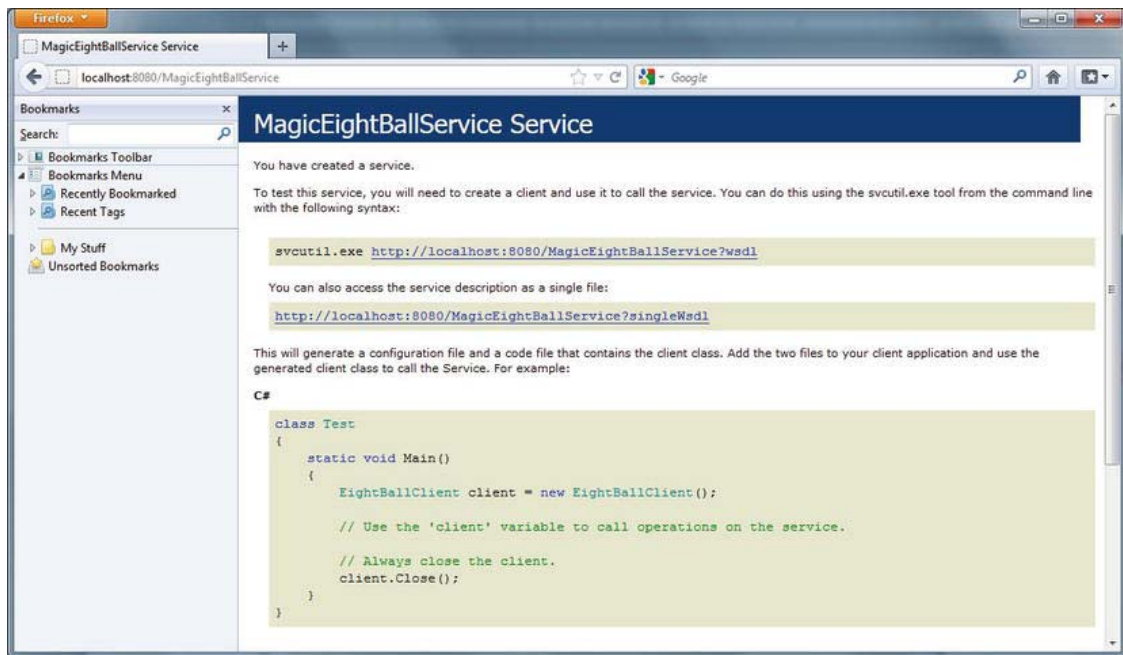 Firefox
MagicEightBallService Service
localhost:8080/MagicEightBallService
Google
Bookmarks
Search:
Bookmarks Toolbar
Bookmarks Menu
Recently Bookmarked
Recent Tags
My Stuff
Unsorted Bookmarks
MagicEightBallService Service
You have created a service.
To test this service, you will need to create a client and use it to call the service. You can do this using the svcutil.exe tool from the command line
with the following syntax:
svcutil.exe http://localhost:8080/MagicEightBallService?wsdl
You can also access the service description as a single file:
http://localhost:8080/MagicEightBallService?singleWsdl
This will generate a configuration file and a code file that contains the client class. Add the two files to your client application and use the
generated client class to call the Service. For example:
C#
class Test
{
static void Main()
{
EightBallClient client = new EightBallClient();
// Use the 'client' variable to call operations on the service.
// Always close the client.
client.Close();
}
}